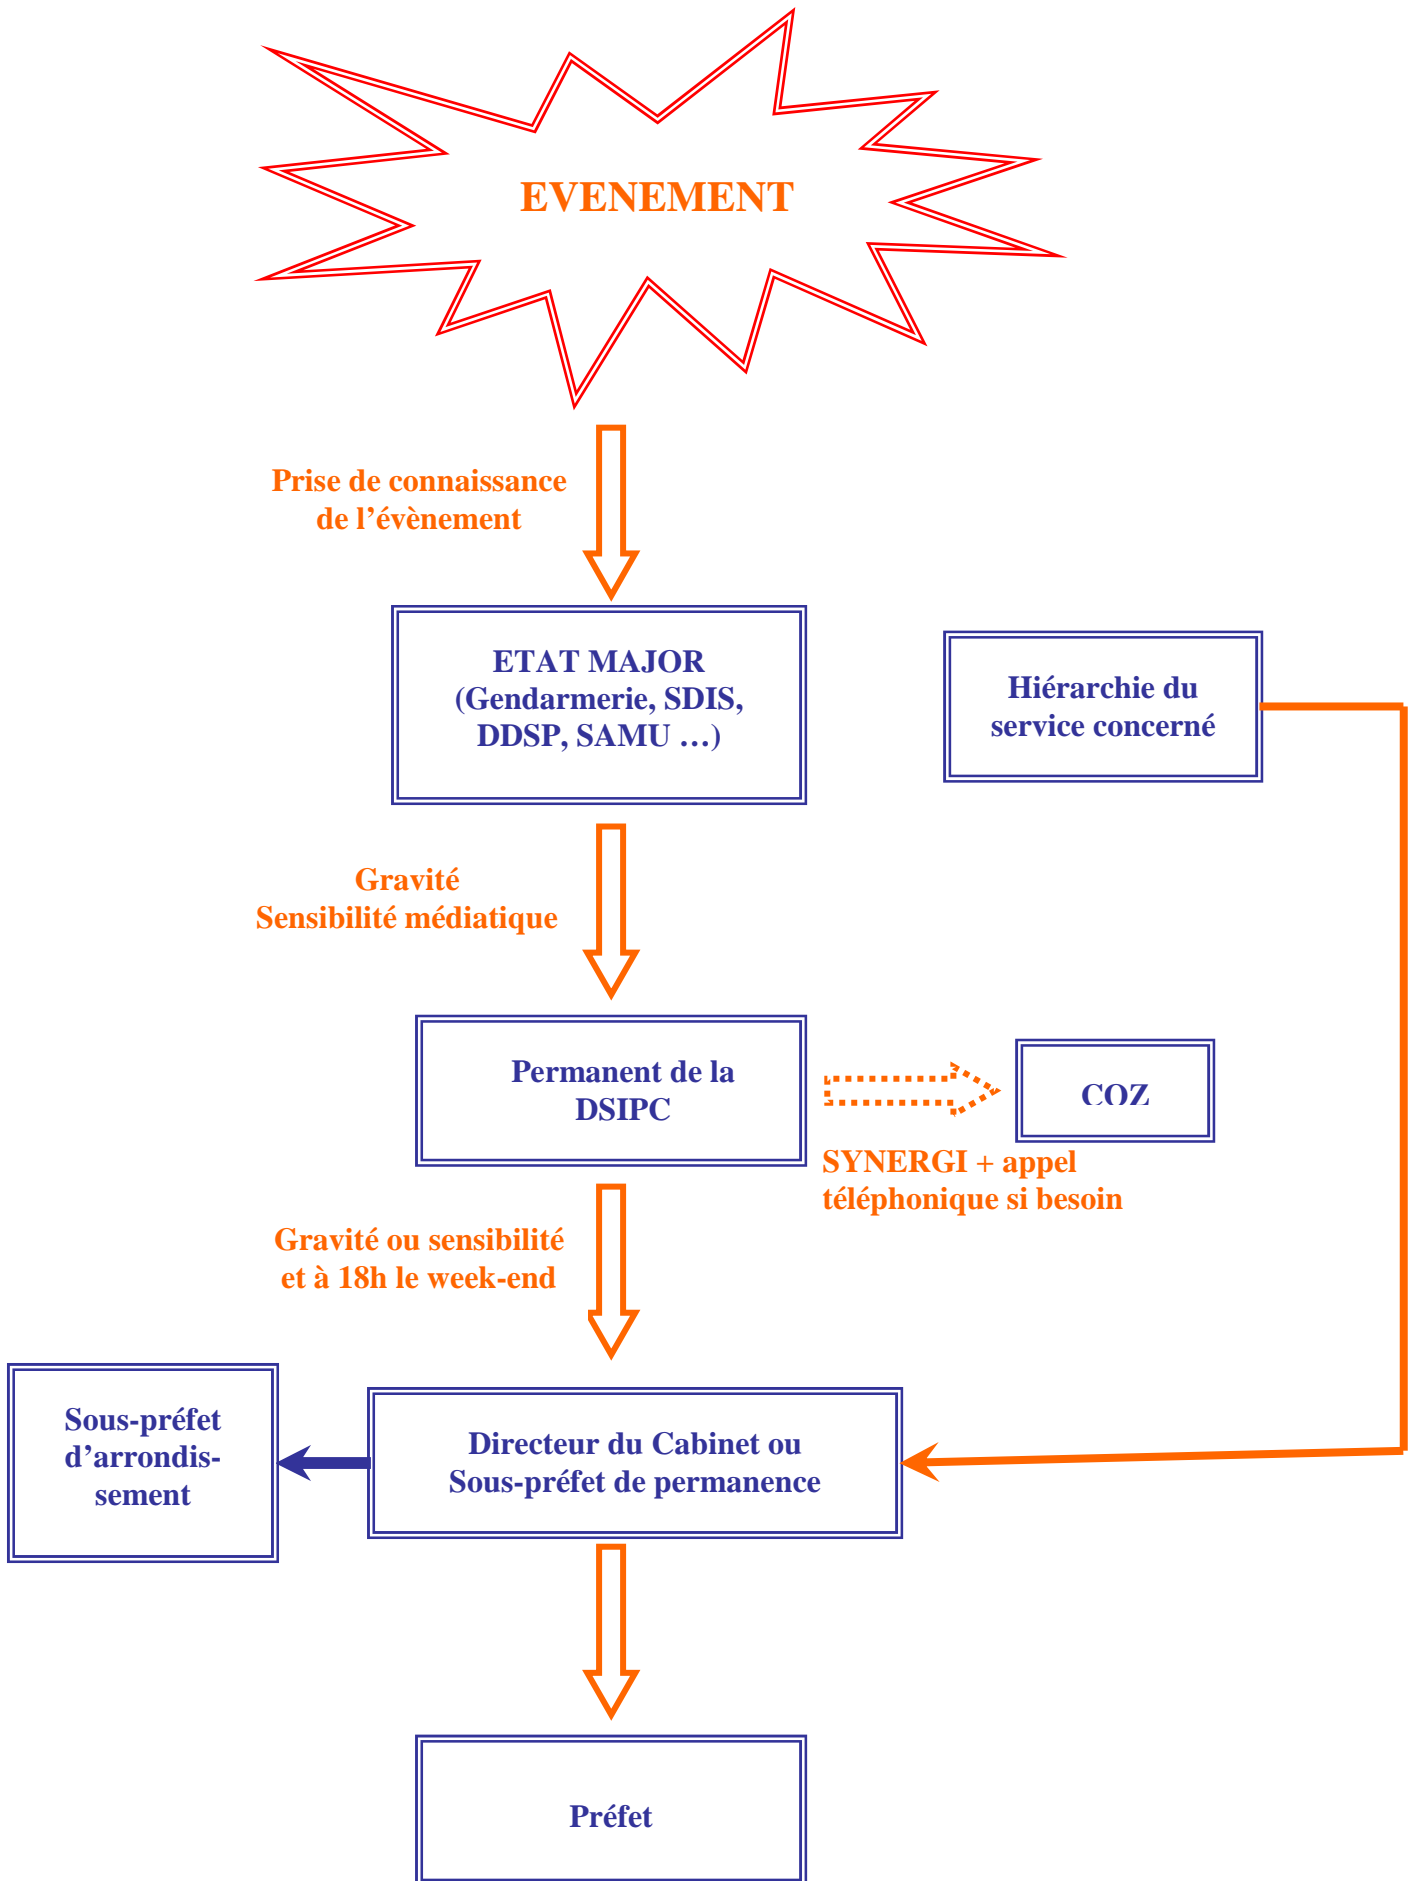 EVENEMENT
Prise de connaissance
de l’évènement
ETAT MAJOR
(Gendarmerie, SDIS,
DDSP, SAMU …)
Hiérarchie du
service concerné
Gravité
Sensibilité médiatique
Permanent de la
DSIPC
COZ
SYNERGI + appel
téléphonique si besoin
Gravité ou sensibilité
et à 18h le week-end
Sous-préfet
d’arrondis-
sement
Directeur du Cabinet ou
Sous-préfet de permanence
Préfet